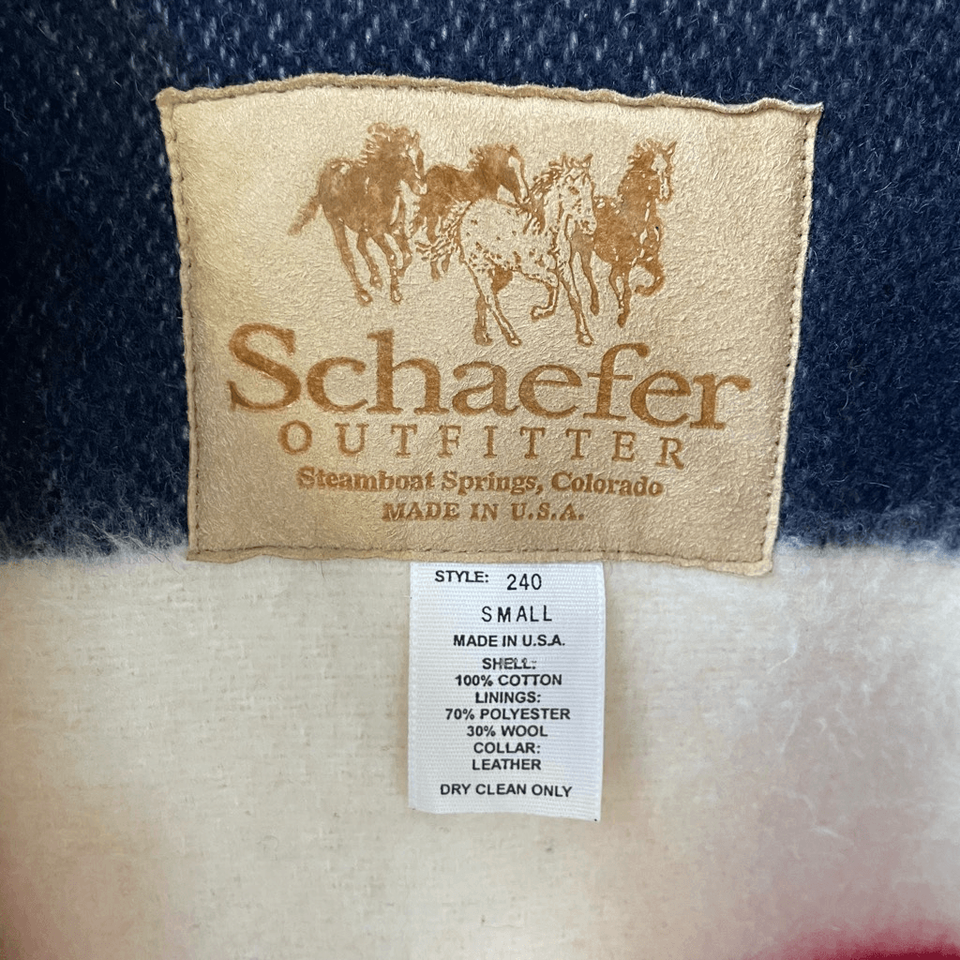 Schaefer
OUTFITTER
Steamboat Springs, Colorado
MADE IN U.S.A.
STYLE: 240
SMALL
MADE IN U.S.A.
SHELL:
100% COTTON
LININGS:
70% POLYESTER
30% WOOL
COLLAR:
LEATHER
DRY CLEAN ONLY